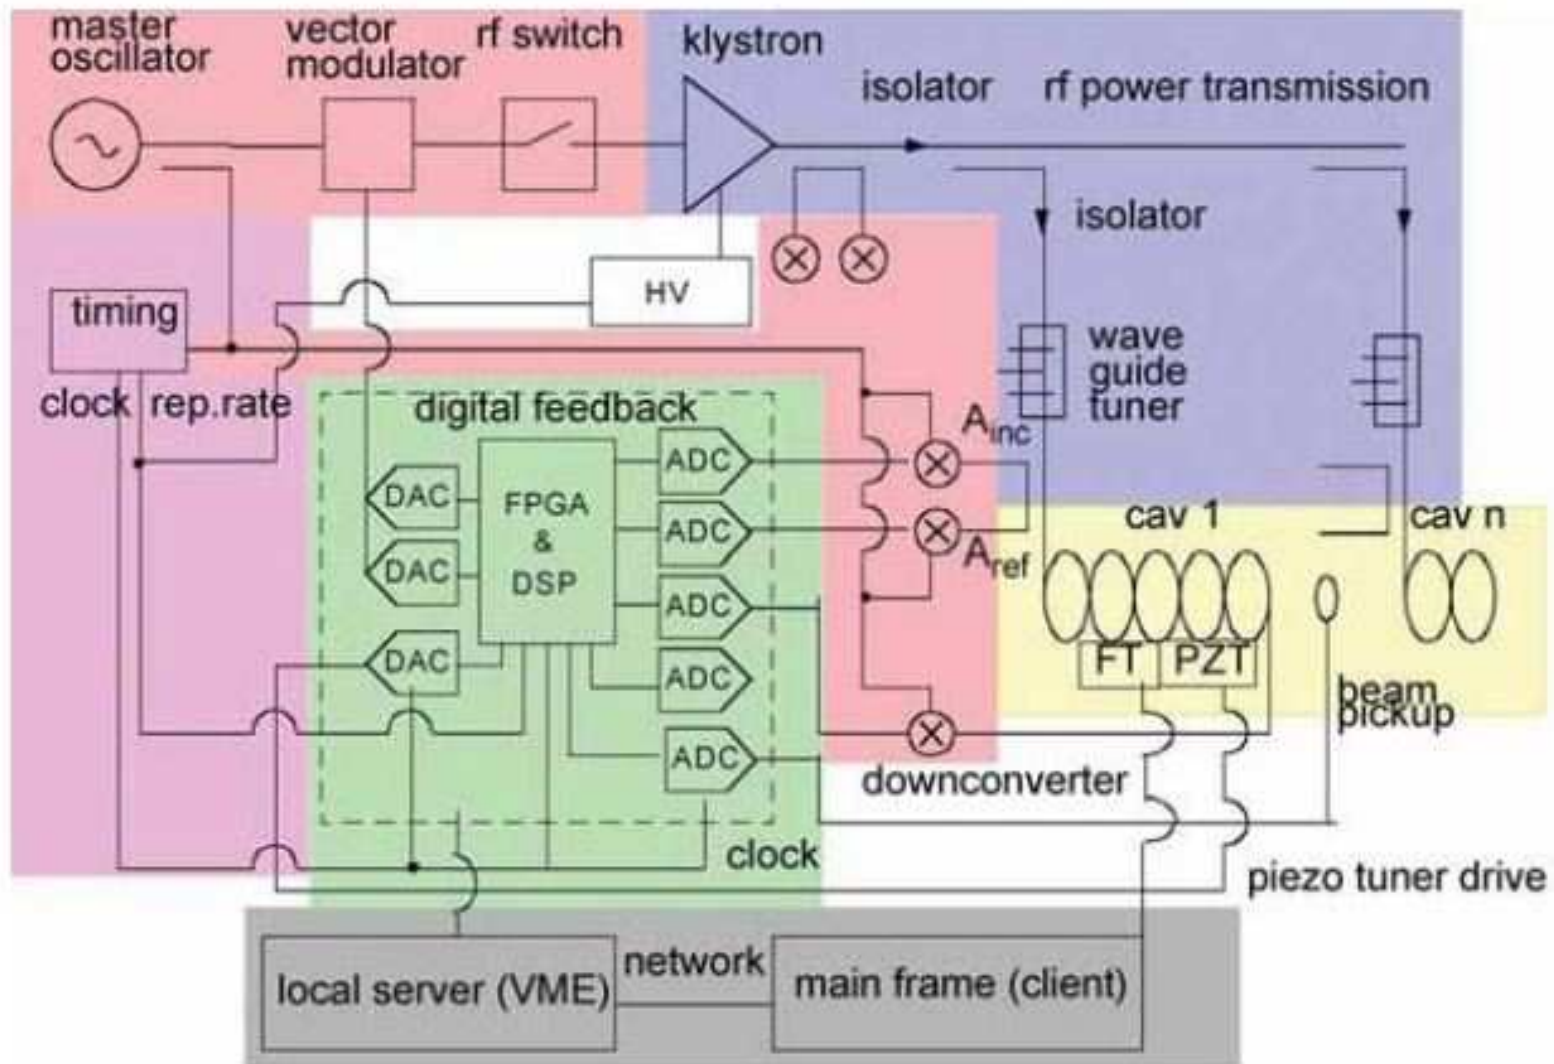 master
oscillator
vector
modulator
rf switch
klystron
isolator
rf power transmission
isolator
HV
timing
wave
guide
tuner
clock
rep.rate
digital feedback
A inc
ADC
DAC
FPGA
&
DSP
ADC
A ref
cav 1
cav n
DAC
ADC
DAC
ADC
FT
PZT
beam
pickup
ADC
downconverter
clock
piezo tuner drive
local server (VME)
network
main frame (client)